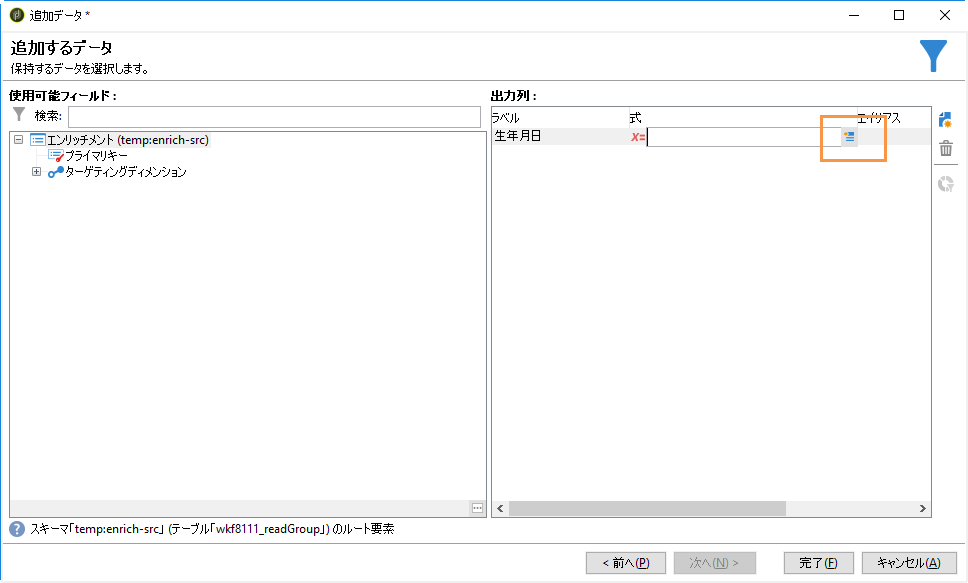 追加データ *
追加するデータ
保持するデータを選択します。
使用可能フィールド :
検索:
エンリッチメント (temp:enrich-src)
プライマリキー
ターゲティングディメンション
出力列 :
ラベル 式 エイリアス
生年月日 X=
スキーマ「temp:enrich-src」 (テーブル「wkf8111_readGroup」) のルート要素
< 前へ(P) 次へ(N) > 完了(F) キャンセル(A)